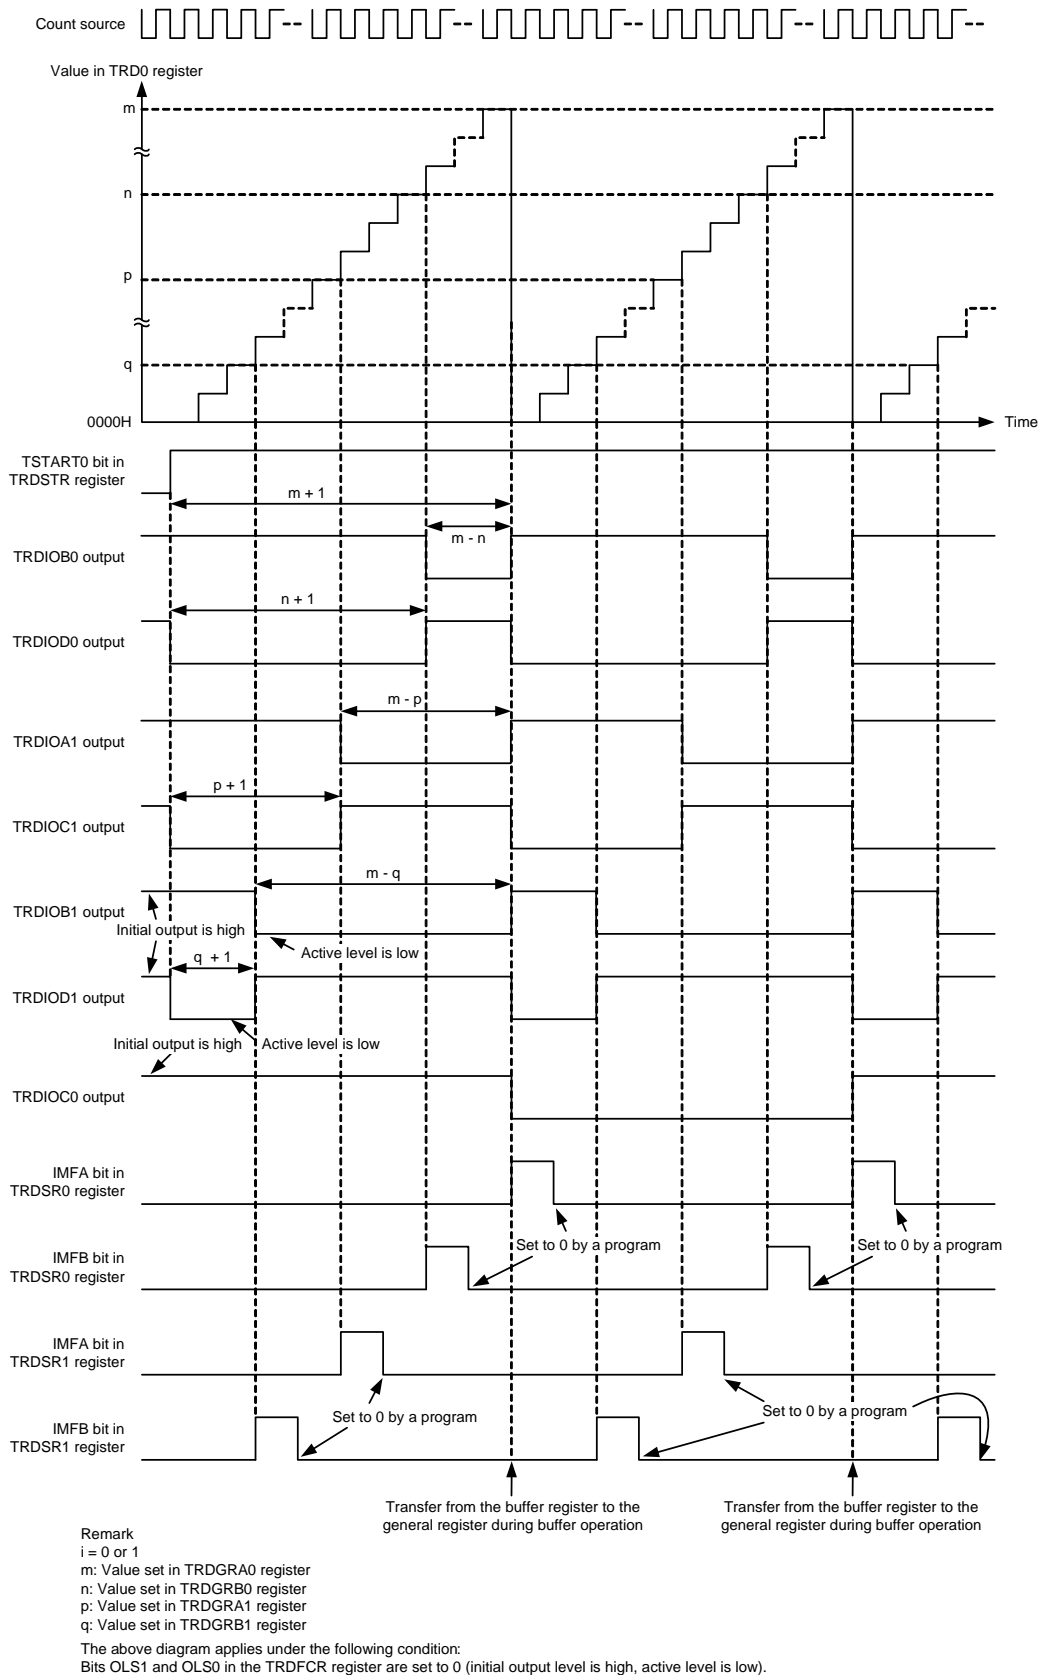 Count source
Value in TRD0 register
m
n
p
q
0000H
Time
TSTART0 bit in
TRDSTR register
m + 1
m - n
TRDIOB0 output
n + 1
TRDIOD0 output
m - p
TRDIOA1 output
p + 1
TRDIOC1 output
m - q
TRDIOB1 output
Initial output is high
Active level is low
q + 1
TRDIOD1 output
Initial output is high
Active level is low
TRDIOC0 output
IMFA bit in
TRDSR0 register
Set to 0 by a program
Set to 0 by a program
IMFB bit in
TRDSR0 register
IMFA bit in
TRDSR1 register
Set to 0 by a program
Set to 0 by a program
IMFB bit in
TRDSR1 register
Transfer from the buffer register to the
general register during buffer operation
Transfer from the buffer register to the
general register during buffer operation
Remark
i = 0 or 1
m: Value set in TRDGRA0 register
n: Value set in TRDGRB0 register
p: Value set in TRDGRA1 register
q: Value set in TRDGRB1 register
The above diagram applies under the following condition:
Bits OLS1 and OLS0 in the TRDFCR register are set to 0 (initial output level is high, active level is low).